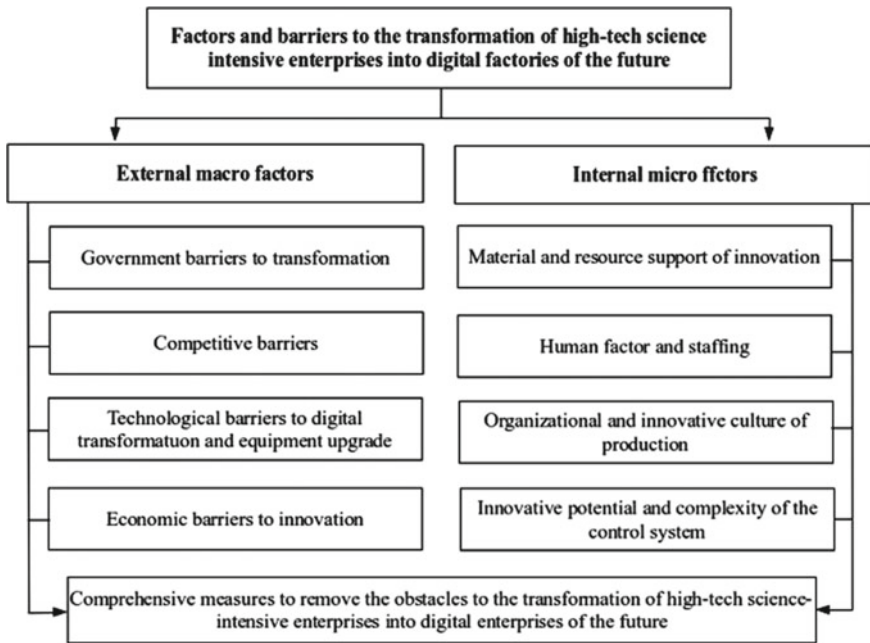 Factors and barriers to the transformation of high-tech science
intensive enterprises into digital factories of the future
External macro factors
Internal micro ffctors
Government barriers to transformation
Material and resource support of innovation
Competitive barriers
Human factor and staffing
Technological barriers to digital
transformatuon and equipment upgrade
Organizational and innovative culture of
production
Economic barriers to innovation
Innovative potential and complexity of the
control system
Comprehensive measures to remove the obstacles to the transformation of high-tech science-
intensive enterprises into digital enterprises of the future